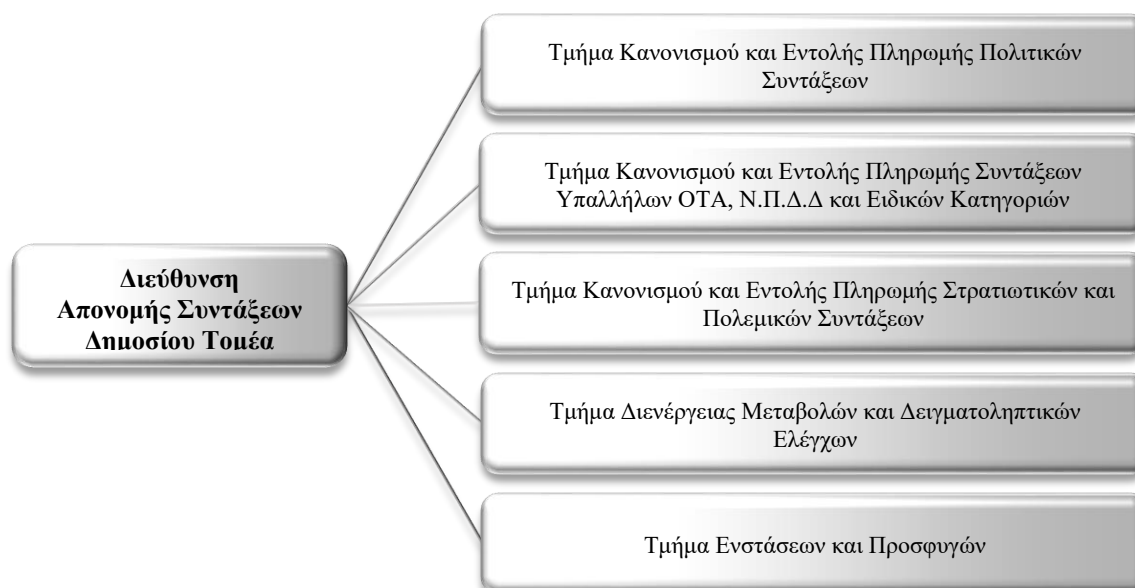 Τμήμα Κανονισμού και Εντολής Πληρωμής Πολιτικών
Συντάξεων
Τμήμα Κανονισμού και Εντολής Πληρωμής Συντάξεων
Υπαλλήλων ΟΤΑ, Ν.Π.Δ.Δ και Ειδικών Κατηγοριών
Διεύθυνση
Απονομής Συντάξεων
Δημοσίου Τομέα
Τμήμα Κανονισμού και Εντολής Πληρωμής Στρατιωτικών και
Πολεμικών Συντάξεων
Τμήμα Διενέργειας Μεταβολών και Δειγματοληπτικών
Ελέγχων
Τμήμα Ενστάσεων και Προσφυγών